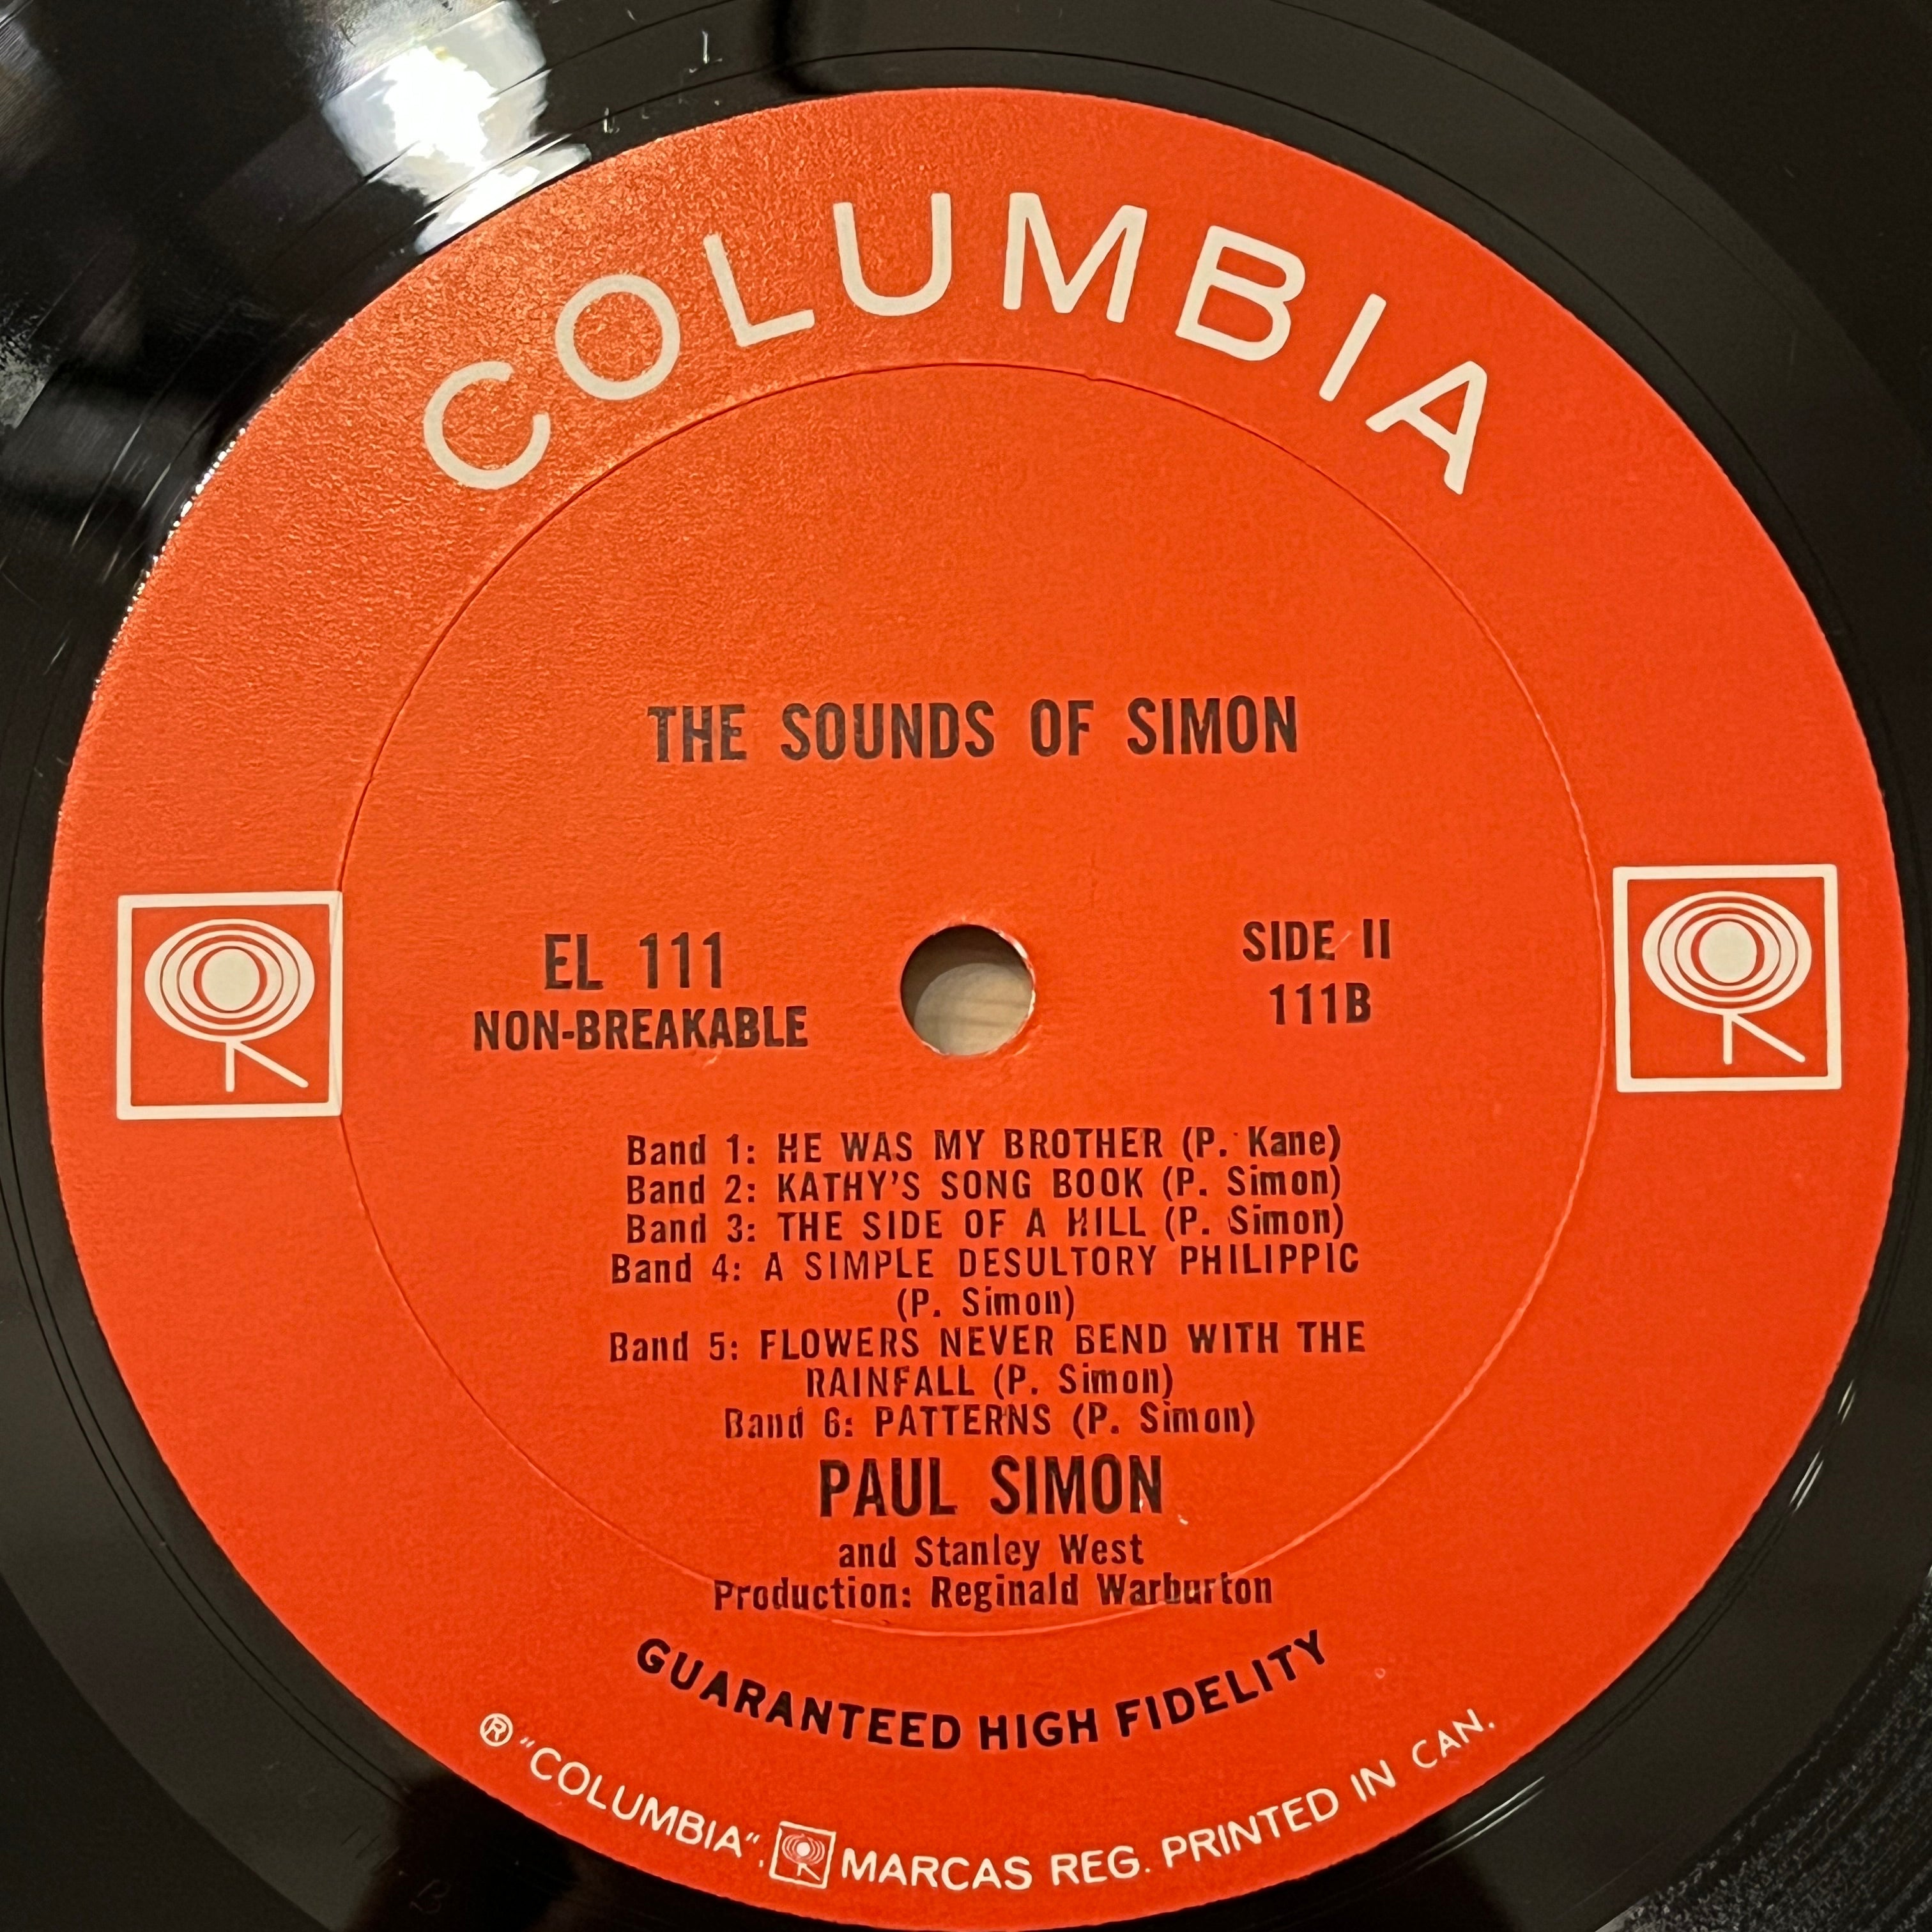 COLUMBIA
THE SOUNDS OF SIMON
EL 111
NON-BREAKABLE
SIDE II
111B
Band 1: HE WAS MY BROTHER (P. Kane)
Band 2: KATHY'S SONG BOOK (P. Simon)
Band 3: THE SIDE OF A HILL (P. Simon)
Band 4: A SIMPLE DESULTORY PHILIPPIC
(P. Simon)
Band 5: FLOWERS NEVER BEND WITH THE
RAINFALL (P. Simon)
Band 6: PATTERNS (P. Simon)
PAUL SIMON
and Stanley West
Production: Reginald Warburton
GUARANTEED HIGH FIDELITY
® "COLUMBIA", MARCAS REG. PRINTED IN CAN.